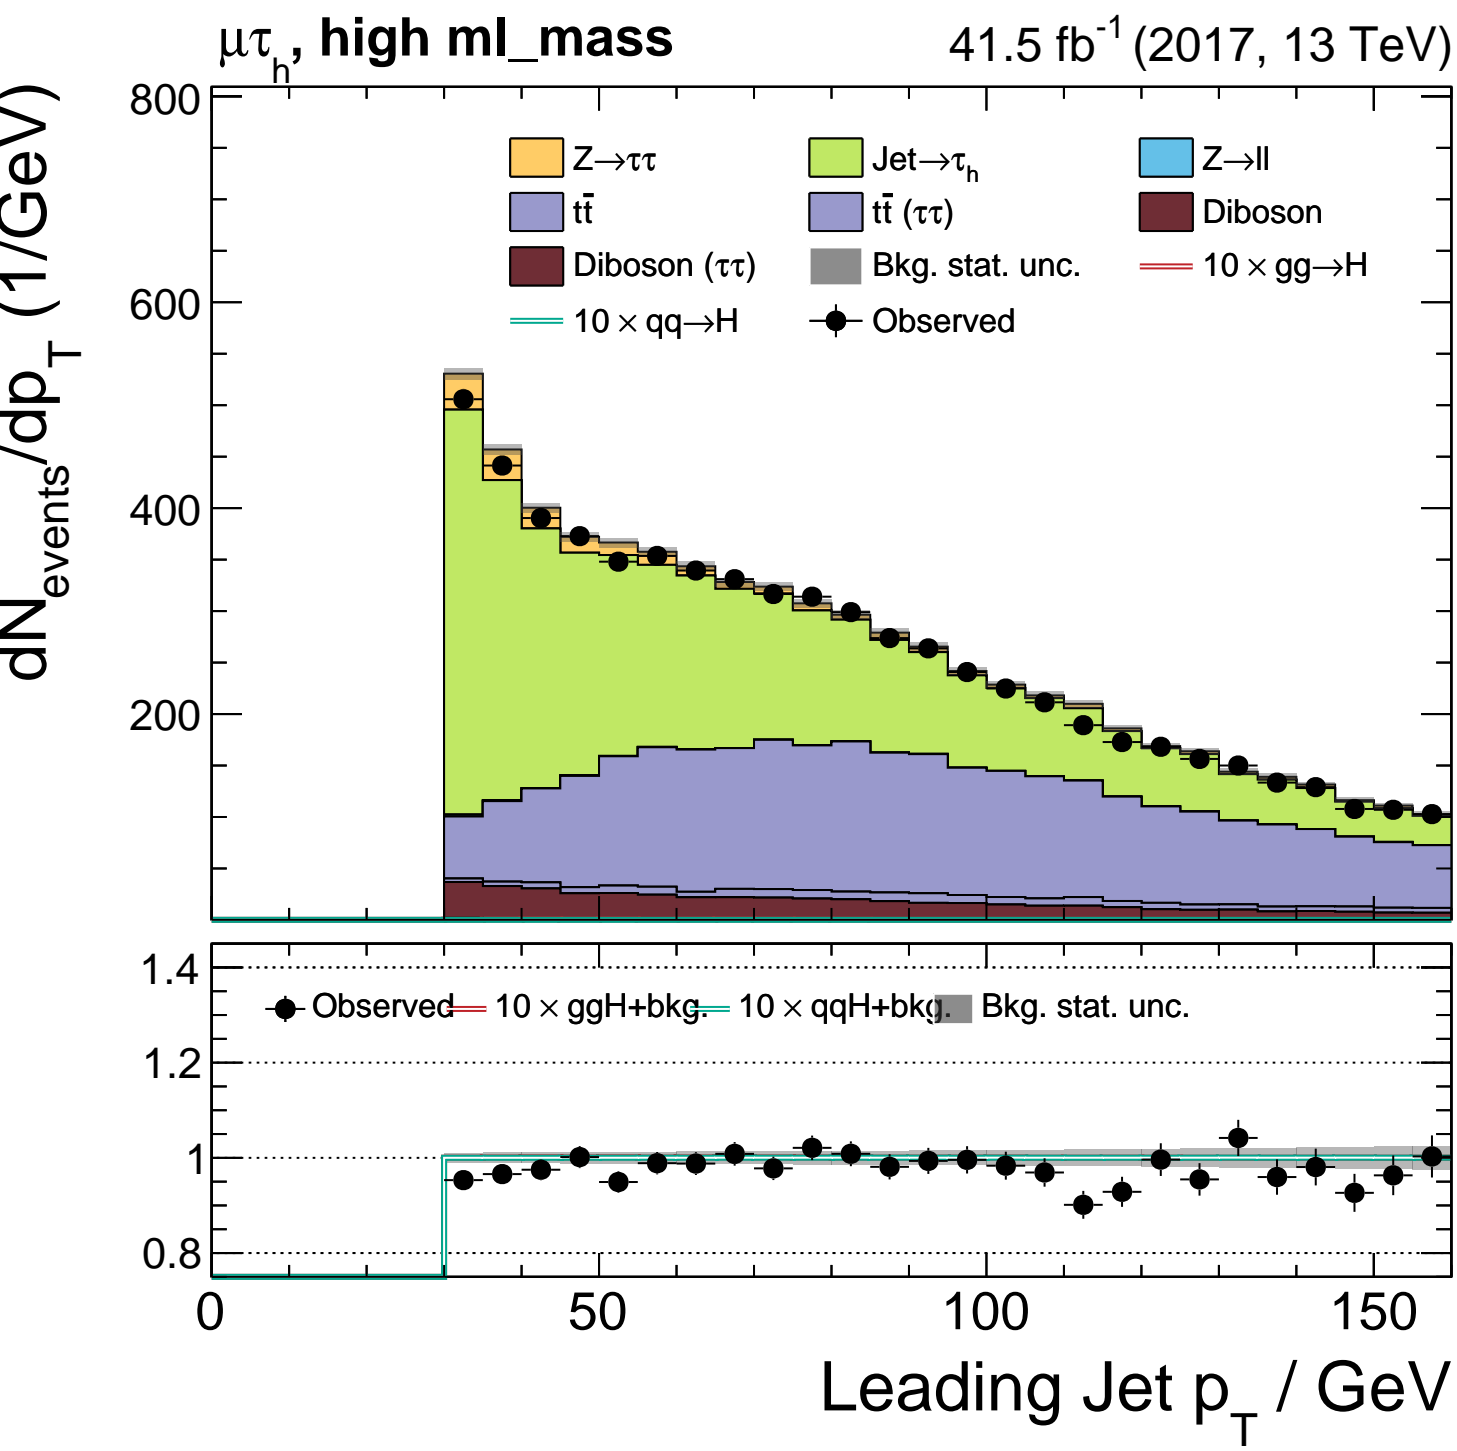 μτh, high ml_mass 41.5 fb-1 (2017, 13 TeV)
dNevents/dpT (1/GeV)
800
600
400
200
Z→ττ Jet→τh Z→ll
tt̄ tt̄ (ττ) Diboson
Diboson (ττ) Bkg. stat. unc. 10 × gg→H
10 × qq→H Observed
1.4
1.2
1
0.8
Observed 10 × ggH+bkg. 10 × qqH+bkg. Bkg. stat. unc.
0 50 100 150
Leading Jet pT / GeV